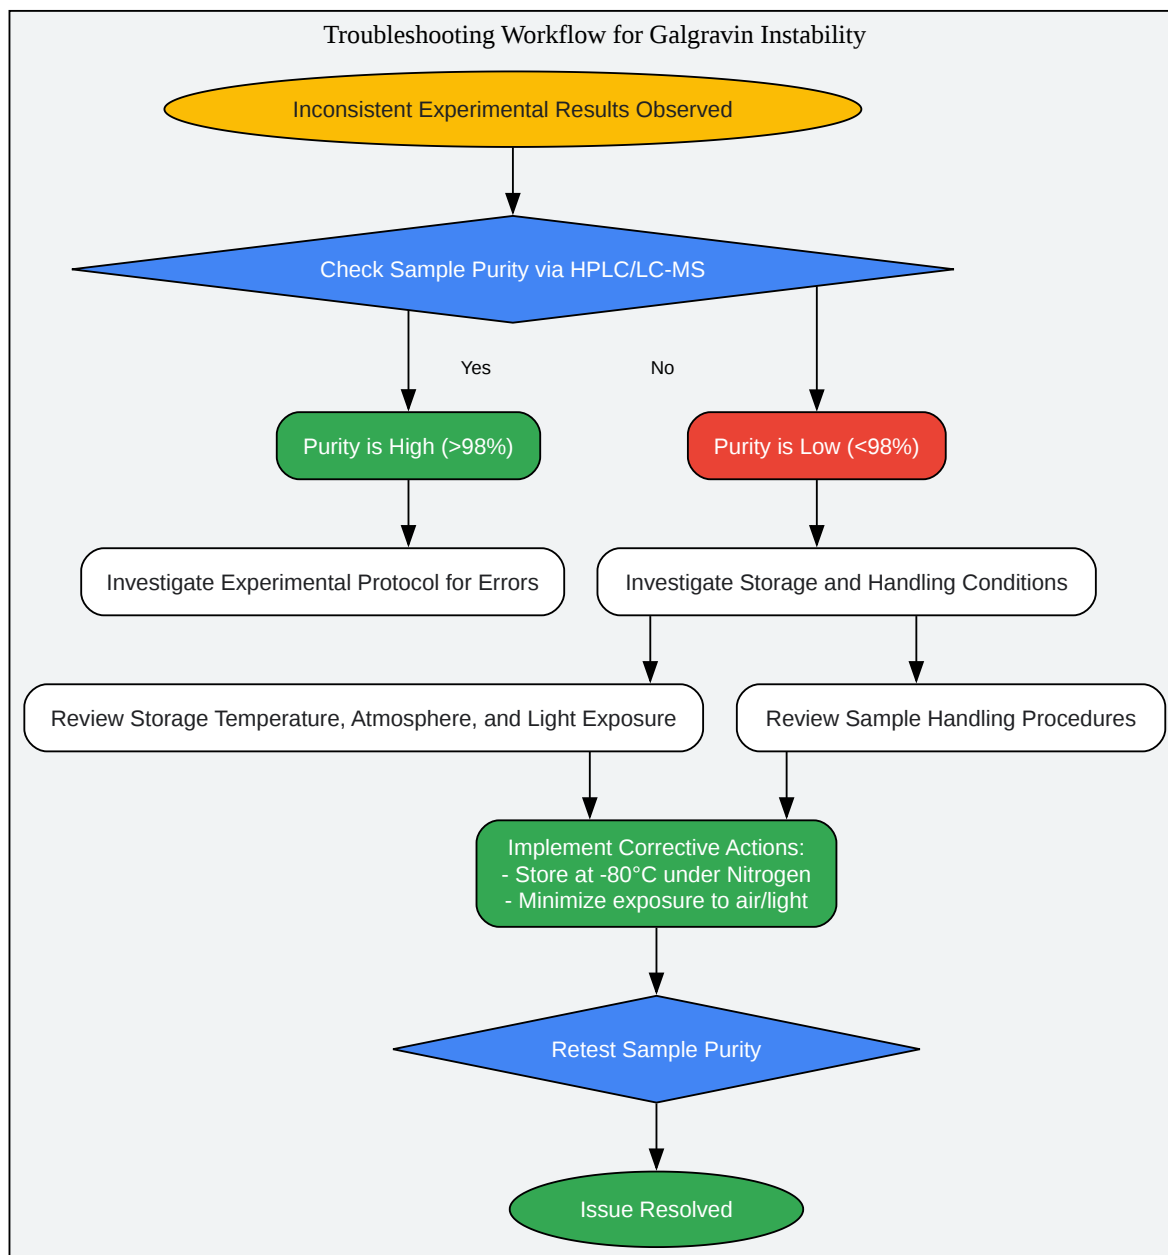 Troubleshooting Workflow for Galgravin Instability
Inconsistent Experimental Results Observed
Check Sample Purity via HPLC/LC-MS
Yes
No
Purity is High (>98%)
Purity is Low (<98%)
Investigate Experimental Protocol for Errors
Investigate Storage and Handling Conditions
Review Storage Temperature, Atmosphere, and Light Exposure
Review Sample Handling Procedures
Implement Corrective Actions:
- Store at -80°C under Nitrogen
- Minimize exposure to air/light
Retest Sample Purity
Issue Resolved